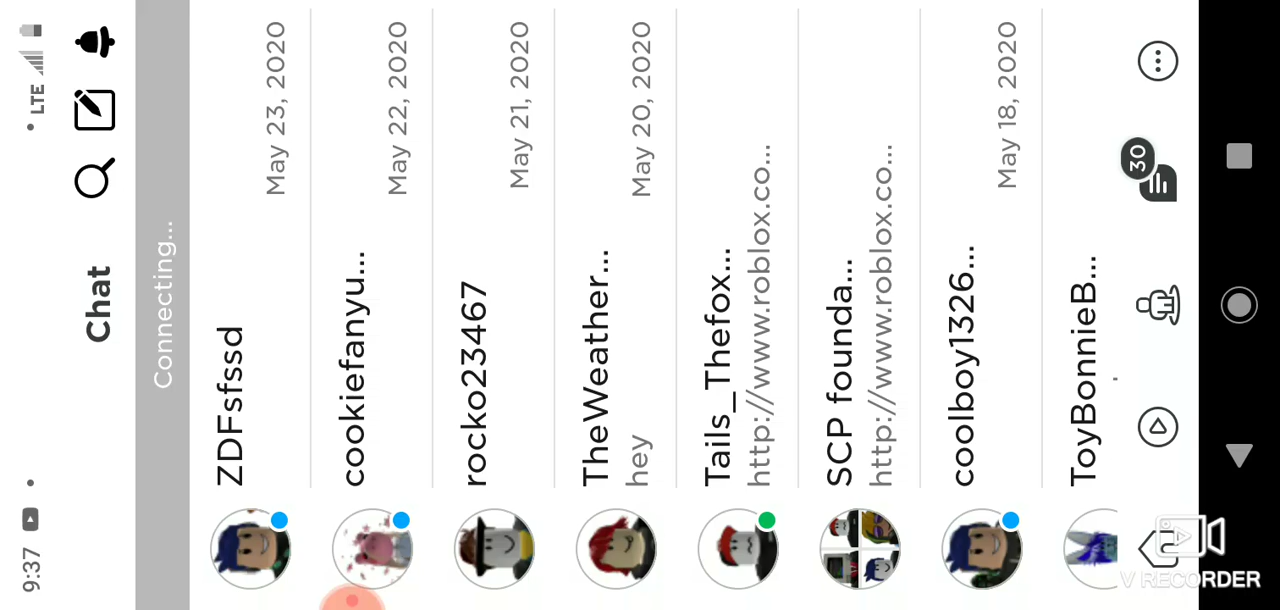 9:37
LTE
Chat
Connecting...
ZDFsfssd
May 23, 2020
cookiefanyu...
May 22, 2020
rocko23467
May 21, 2020
TheWeather...
May 20, 2020
hey
Tails_Thefox...
http://www.roblox.co...
SCP founda...
http://www.roblox.co...
coolboy1326...
May 18, 2020
ToyBonnieB...
30
V RECORDER